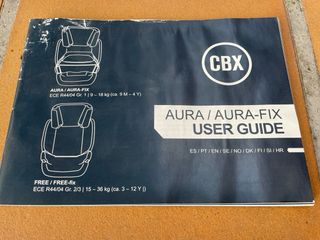 AURA / AURA-FIX
ECE R44/04 Gr. 1 | 9 – 18 kg (ca. 9 M – 4 Y)
FREE / FREE-fix
ECE R44/04 Gr. 2/3 | 15 – 36 kg (ca. 3 – 12 Y |)
CBX
AURA / AURA-FIX
USER GUIDE
ES / PT / EN / SE / NO / DK / FI / SI / HR